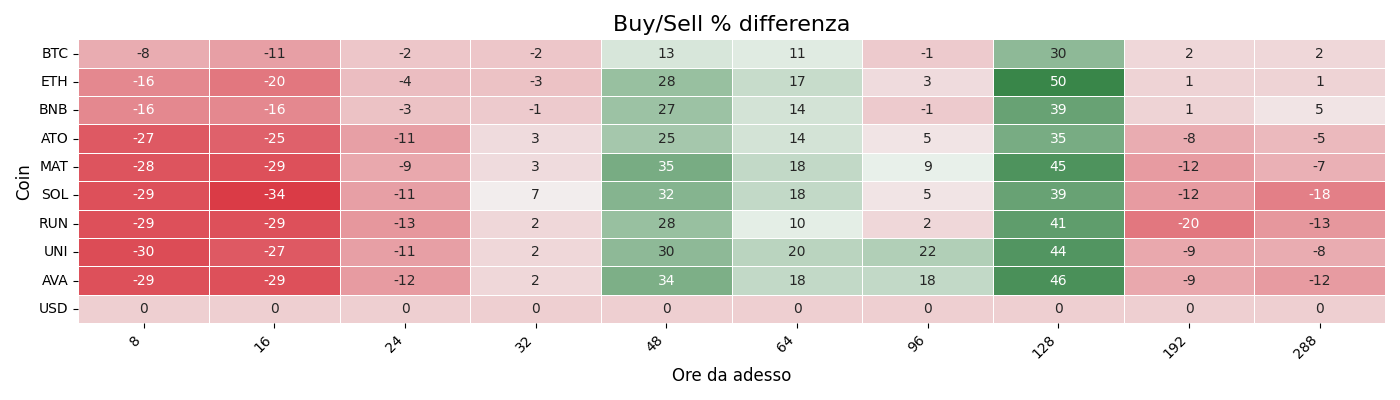 Buy/Sell % differenza
Coin
BTC -8 -11 -2 -2 13 11 -1 30 2 2
ETH -16 -20 -4 -3 28 17 3 50 1 1
BNB -16 -16 -3 -1 27 14 -1 39 1 5
ATO -27 -25 -11 3 25 14 5 35 -8 -5
MAT -28 -29 -9 3 35 18 9 45 -12 -7
SOL -29 -34 -11 7 32 18 5 39 -12 -18
RUN -29 -29 -13 2 28 10 2 41 -20 -13
UNI -30 -27 -11 2 30 20 22 44 -9 -8
AVA -29 -29 -12 2 34 18 18 46 -9 -12
USD 0 0 0 0 0 0 0 0 0 0
8 16 24 32 48 64 96 128 192 288
Ore da adesso